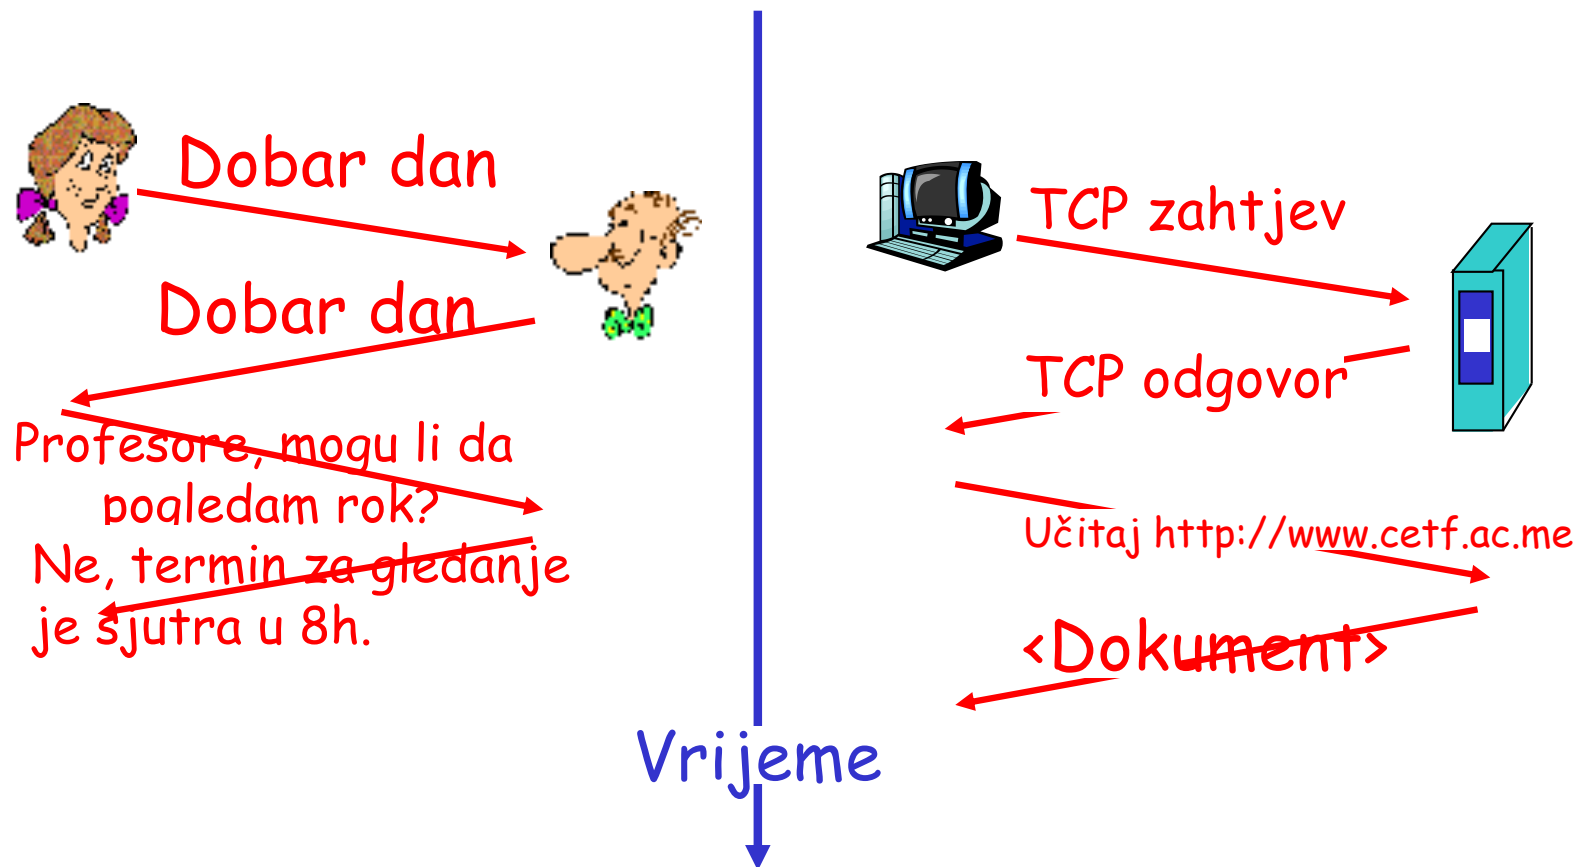 Dobar dan
Dobar dan
Profesore, mogu li da
pogledam rok?
Ne, termin za gledanje
je sjutra u 8h.
TCP zahtjev
TCP odgovor
Učitaj http://www.cetf.ac.me
<Dokument>
Vrijeme